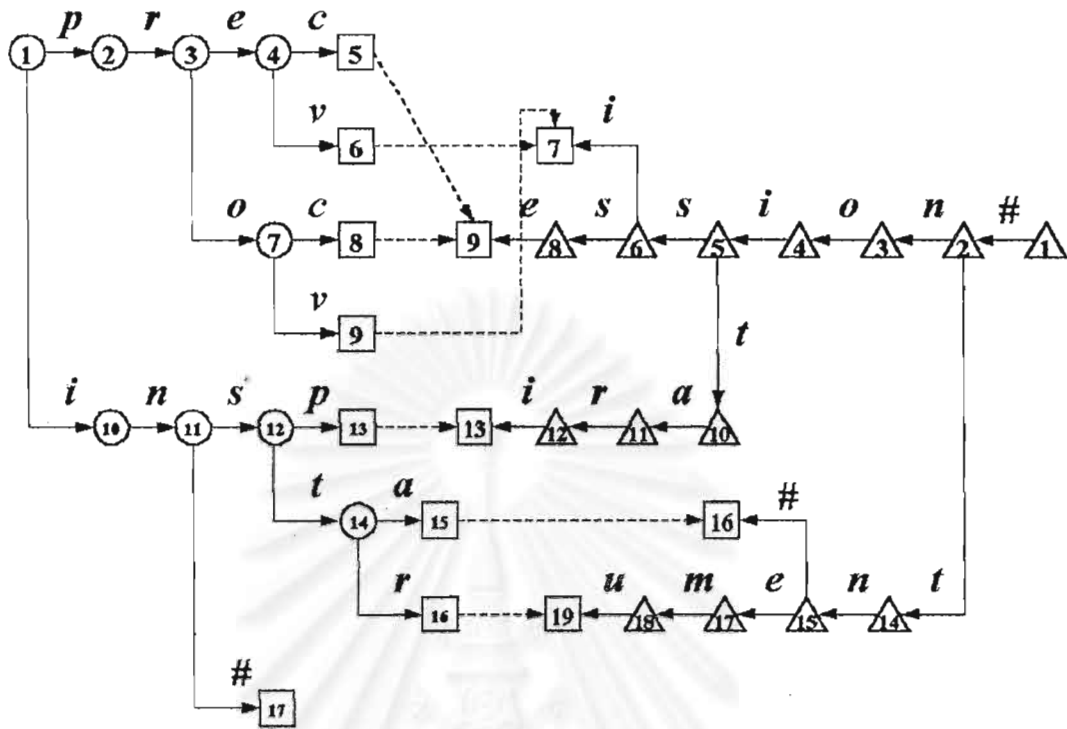 p r e c
1 2 3 4 5
v i
6 7
o c e s s i o n #
7 8 9 8 6 5 4 3 2 1
v
9
t
i n s p i r a
10 11 12 13 13 12 11 10
t a #
14 15 16
r u m e n t
16 19 18 17 15 14
#
17